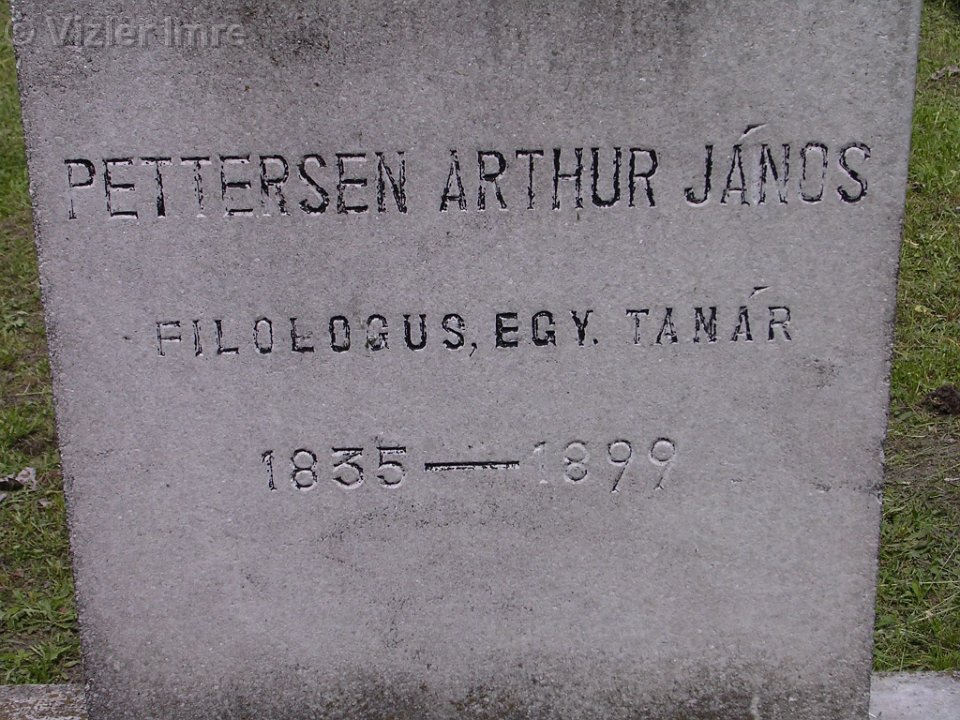 © Vizler Imre
PETTERSEN ARTHUR JÁNOS
FILOLOGUS, EGY. TANÁR
1835 — 1899